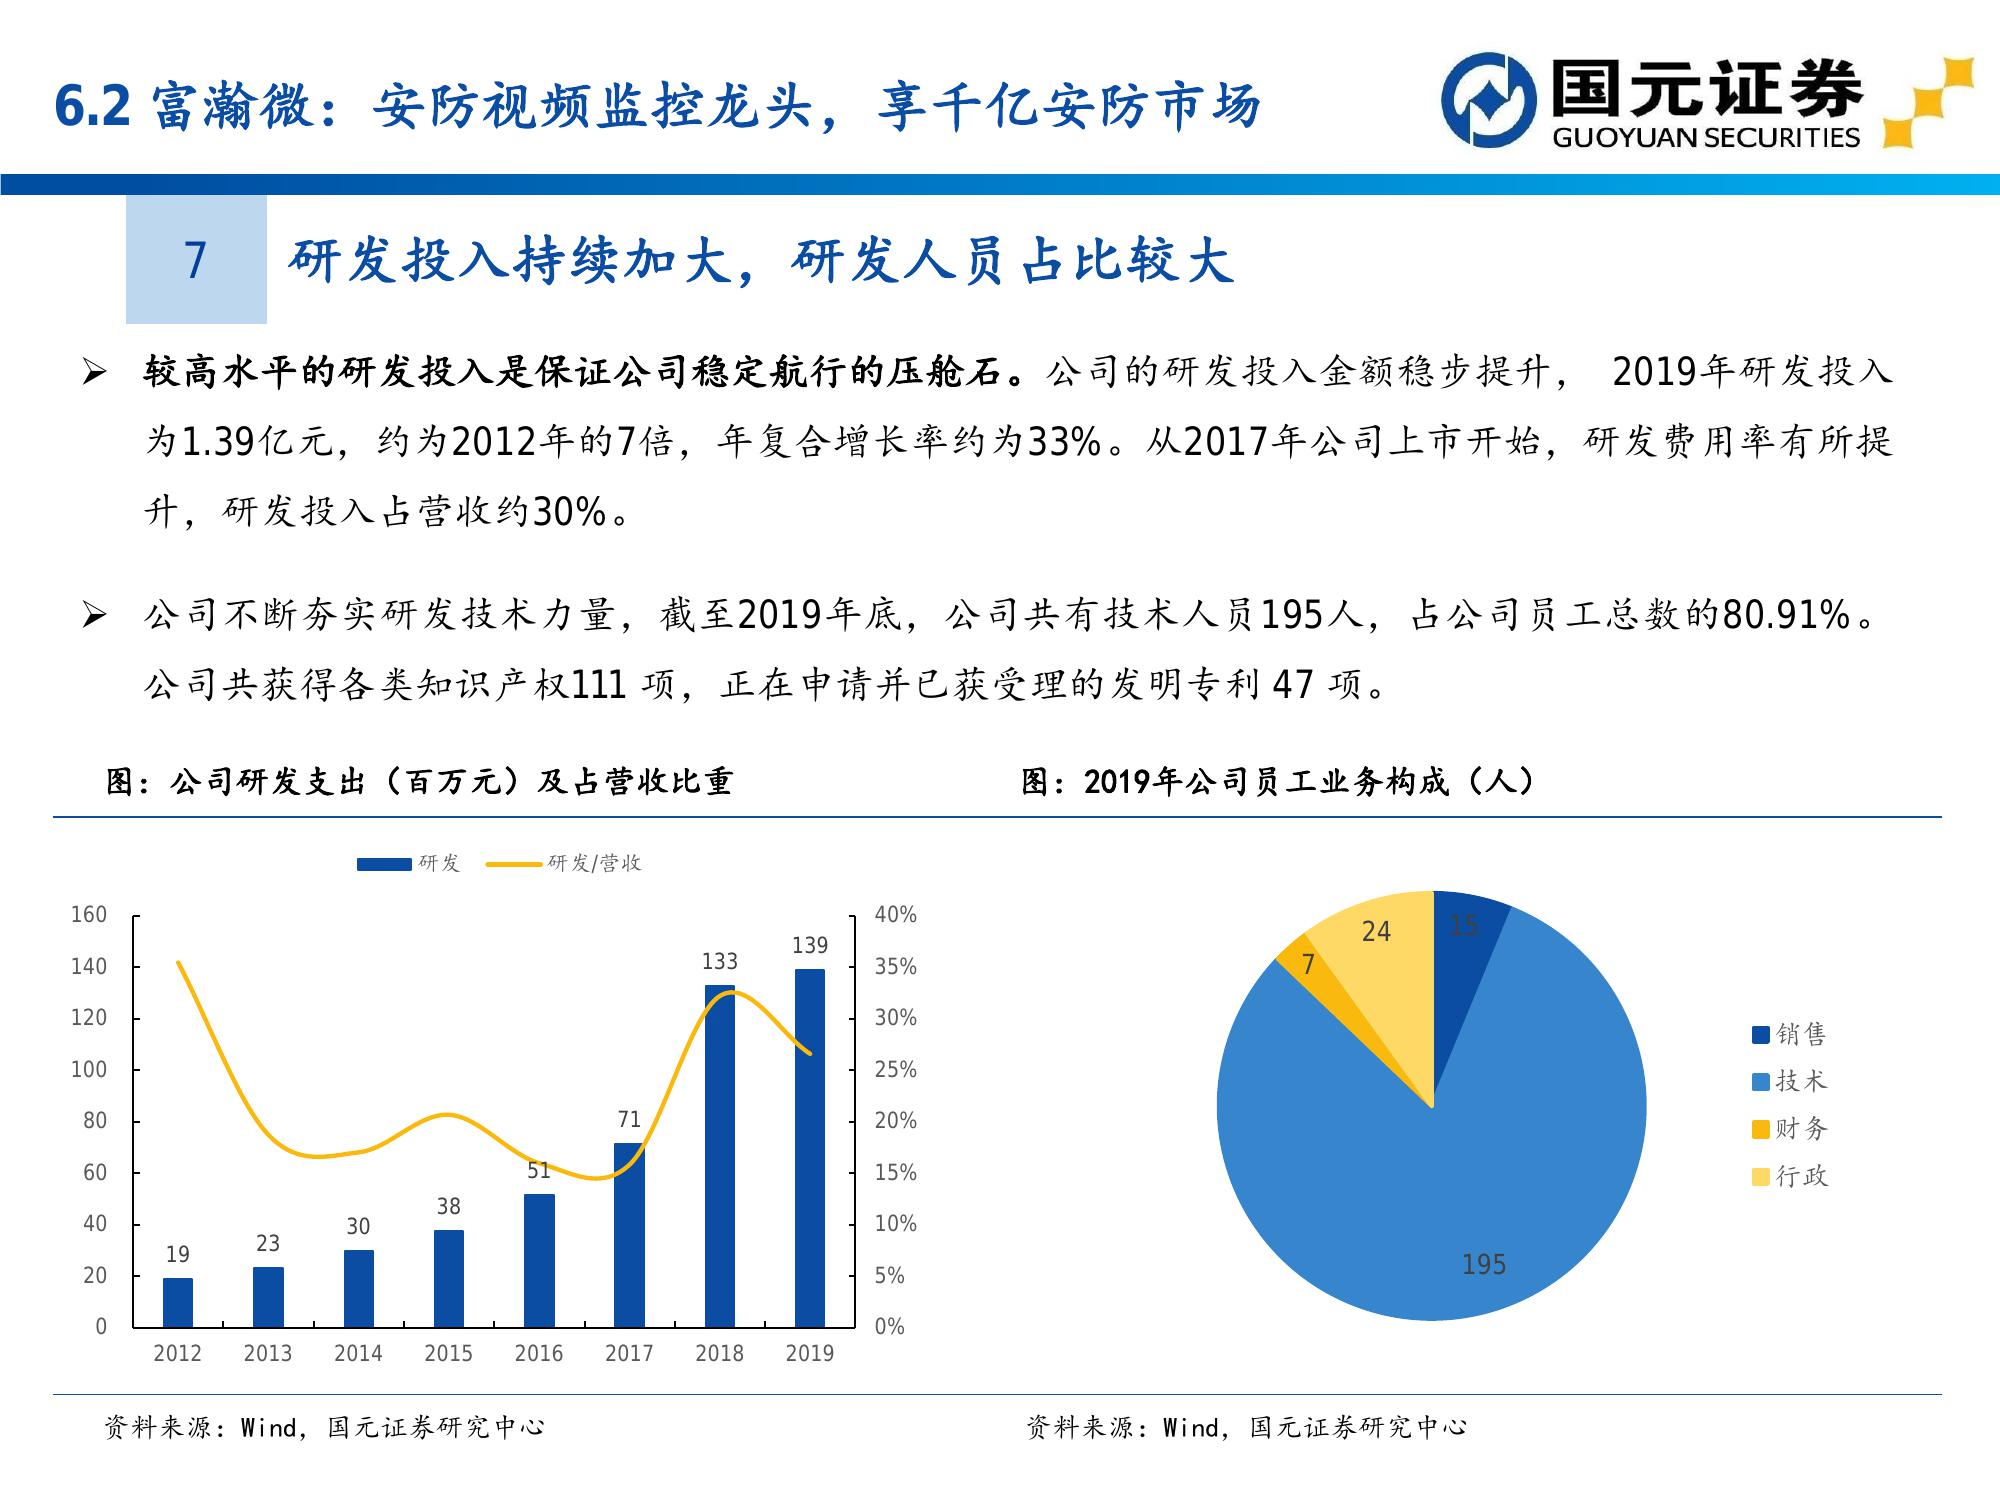 6.2 富瀚微：安防视频监控龙头，享千亿安防市场
国元证券
GUOYUAN SECURITIES
7
研发投入持续加大，研发人员占比较大
➢ 较高水平的研发投入是保证公司稳定航行的压舱石。公司的研发投入金额稳步提升， 2019年研发投入
为1.39亿元，约为2012年的7倍，年复合增长率约为33%。从2017年公司上市开始，研发费用率有所提
升，研发投入占营收约30%。
➢ 公司不断夯实研发技术力量，截至2019年底，公司共有技术人员195人，占公司员工总数的80.91%。
公司共获得各类知识产权111 项，正在申请并已获受理的发明专利 47 项。
图：公司研发支出（百万元）及占营收比重
研发 研发/营收
160
140
120
100
80
60
40
20
0
40%
35%
30%
25%
20%
15%
10%
5%
0%
19
23
30
38
51
71
133
139
2012 2013 2014 2015 2016 2017 2018 2019
资料来源：Wind，国元证券研究中心
图：2019年公司员工业务构成（人）
15
24
7
195
销售
技术
财务
行政
资料来源：Wind，国元证券研究中心